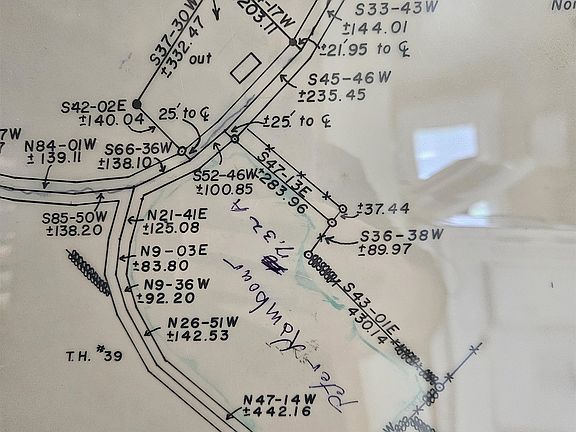 S33-43W
±144.01
-17W
203.11
S37-30W
±332.47
out
±21.95 to ℄
S45-46W
±235.45
S42-02E
±140.04
25' to ℄
±25' to ℄
7W
N84-01W
±139.11
S66-36W
±138.10
S52-46W
±100.85
S47-13E
±283.96
±37.44
S85-50W
±138.20
N21-41E
±125.08
S36-38W
±89.97
N9-03E
±83.80
N9-36W
±92.20
S43-01E
430.14
7.32 A
N26-51W
±142.53
T.H. #39
N47-14W
±442.16